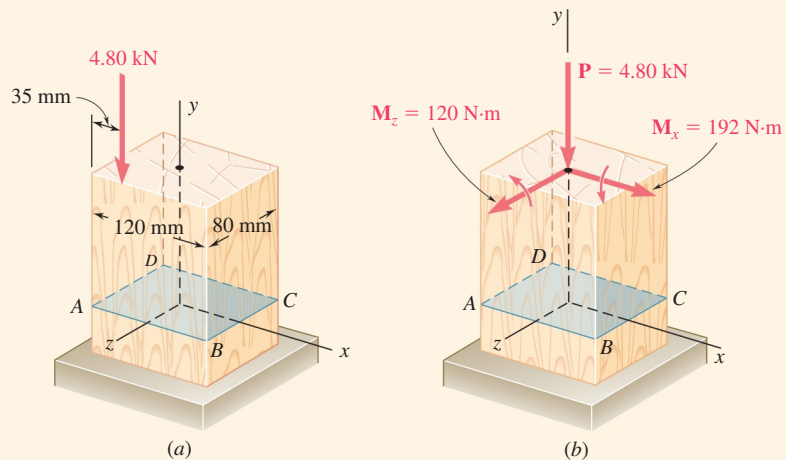 4.80 kN
35 mm
y
120 mm
80 mm
D
A
C
z
B
x
(a)
y
P = 4.80 kN
M_z = 120 N·m
M_x = 192 N·m
D
A
C
z
B
x
(b)